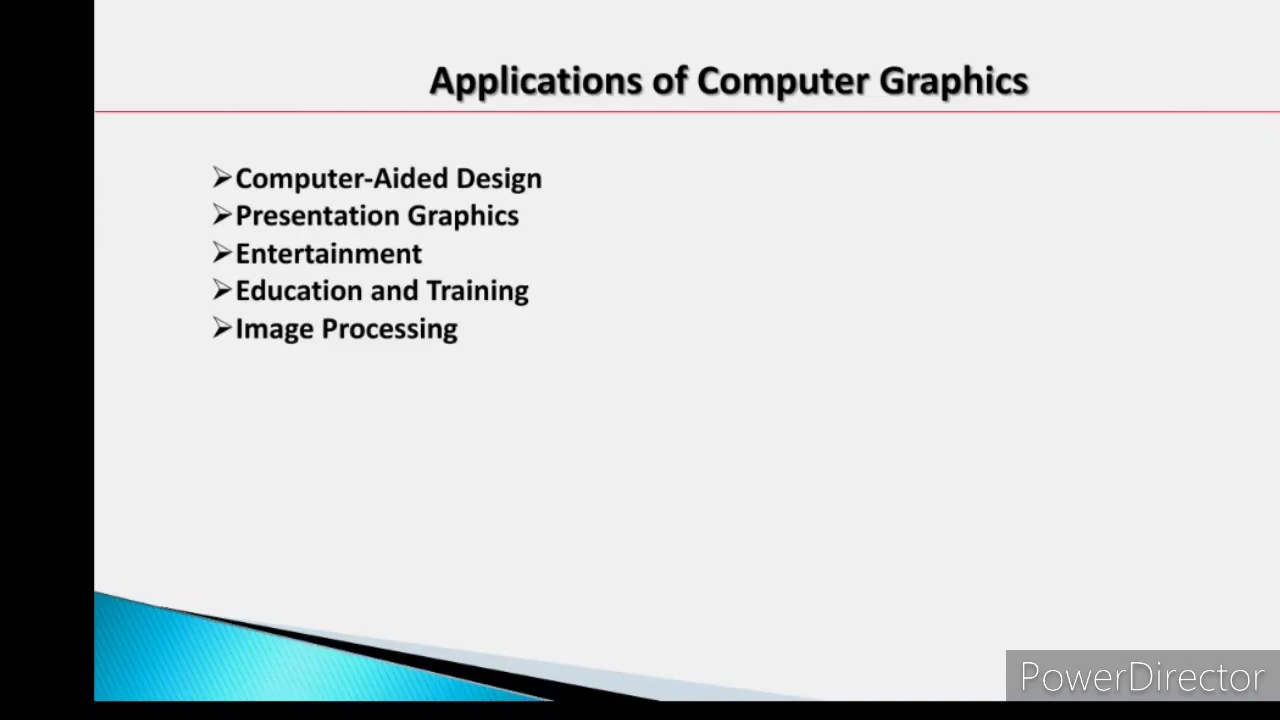 Applications of Computer Graphics
➢Computer-Aided Design
➢Presentation Graphics
➢Entertainment
➢Education and Training
➢Image Processing
PowerDirector